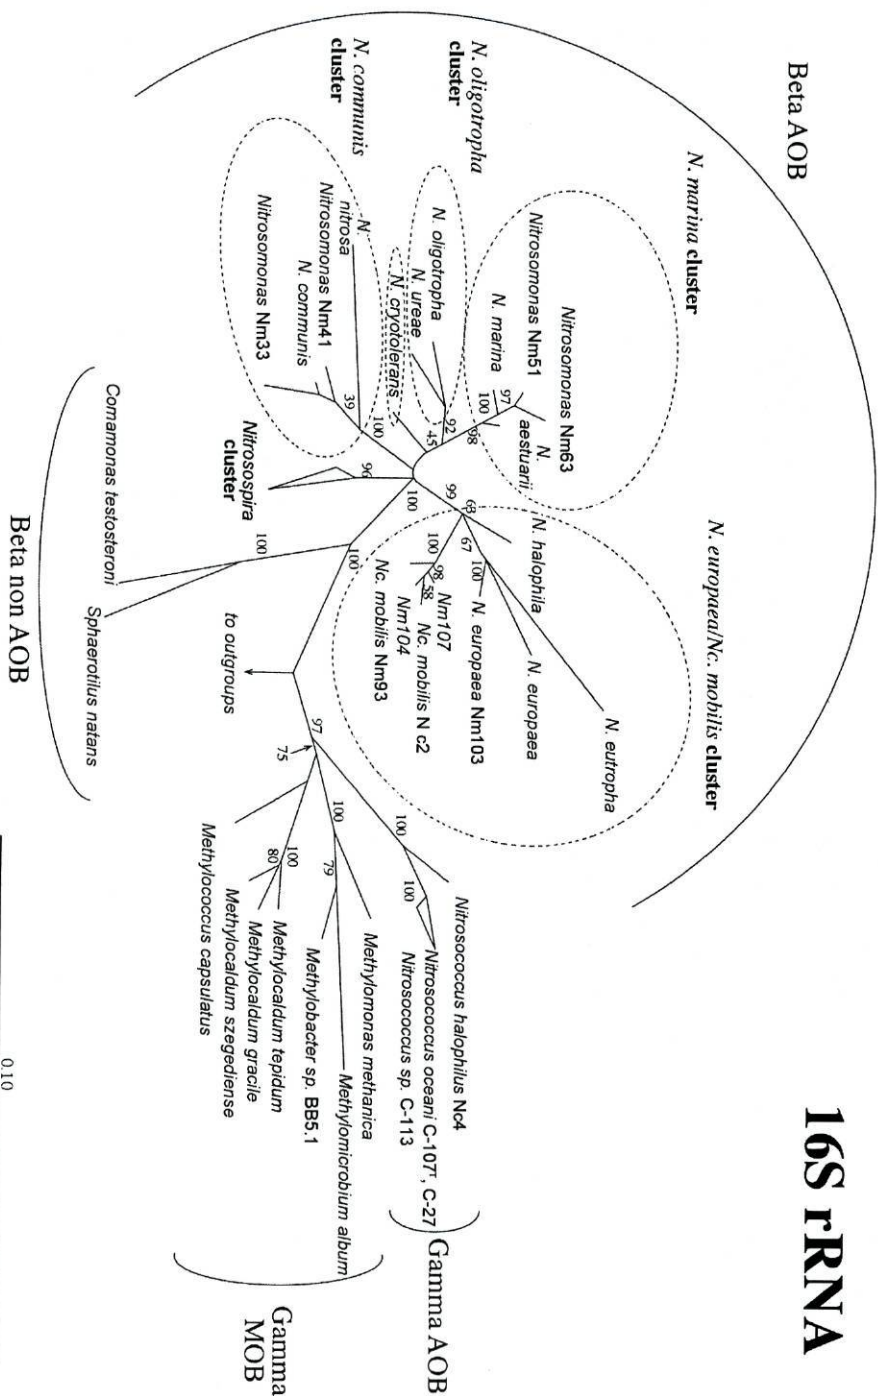 16S rRNA
Beta AOB
N. marina cluster
N. europaea/Nc. mobilis cluster
N. oligotropha
cluster
N. communis
cluster
Nitrosomonas Nm63
N.
aestuarii
Nitrosomonas Nm51
N. marina
97
100
98
N. oligotropha
N. ureae
92
45
N. cryotolerans
N.
nitrosa
Nitrosomonas Nm41
N. communis
Nitrosomonas Nm33
39
100
Nitrosospira
cluster
96
N. halophila
N. eutropha
N. europaea
N. europaea Nm103
Nm107
Nc. mobilis N c2
Nm104
Nc. mobilis Nm93
99
68
67
100
100
98
58
100
100
100
Comamonas testosteroni
Sphaerotilus natans
Beta non AOB
to outgroups
97
75
100
100
Nitrosococcus halophilus Nc4
Nitrosococcus oceani C-107ᵀ, C-27
Nitrosococcus sp. C-113
Gamma AOB
100
79
Methylomonas methanica
Methylomicrobium album
Methylobacter sp. BB5.1
100
80
Methylocaldum tepidum
Methylocaldum gracile
Methylocaldum szegediense
Methylococcus capsulatus
Gamma
MOB
0.10